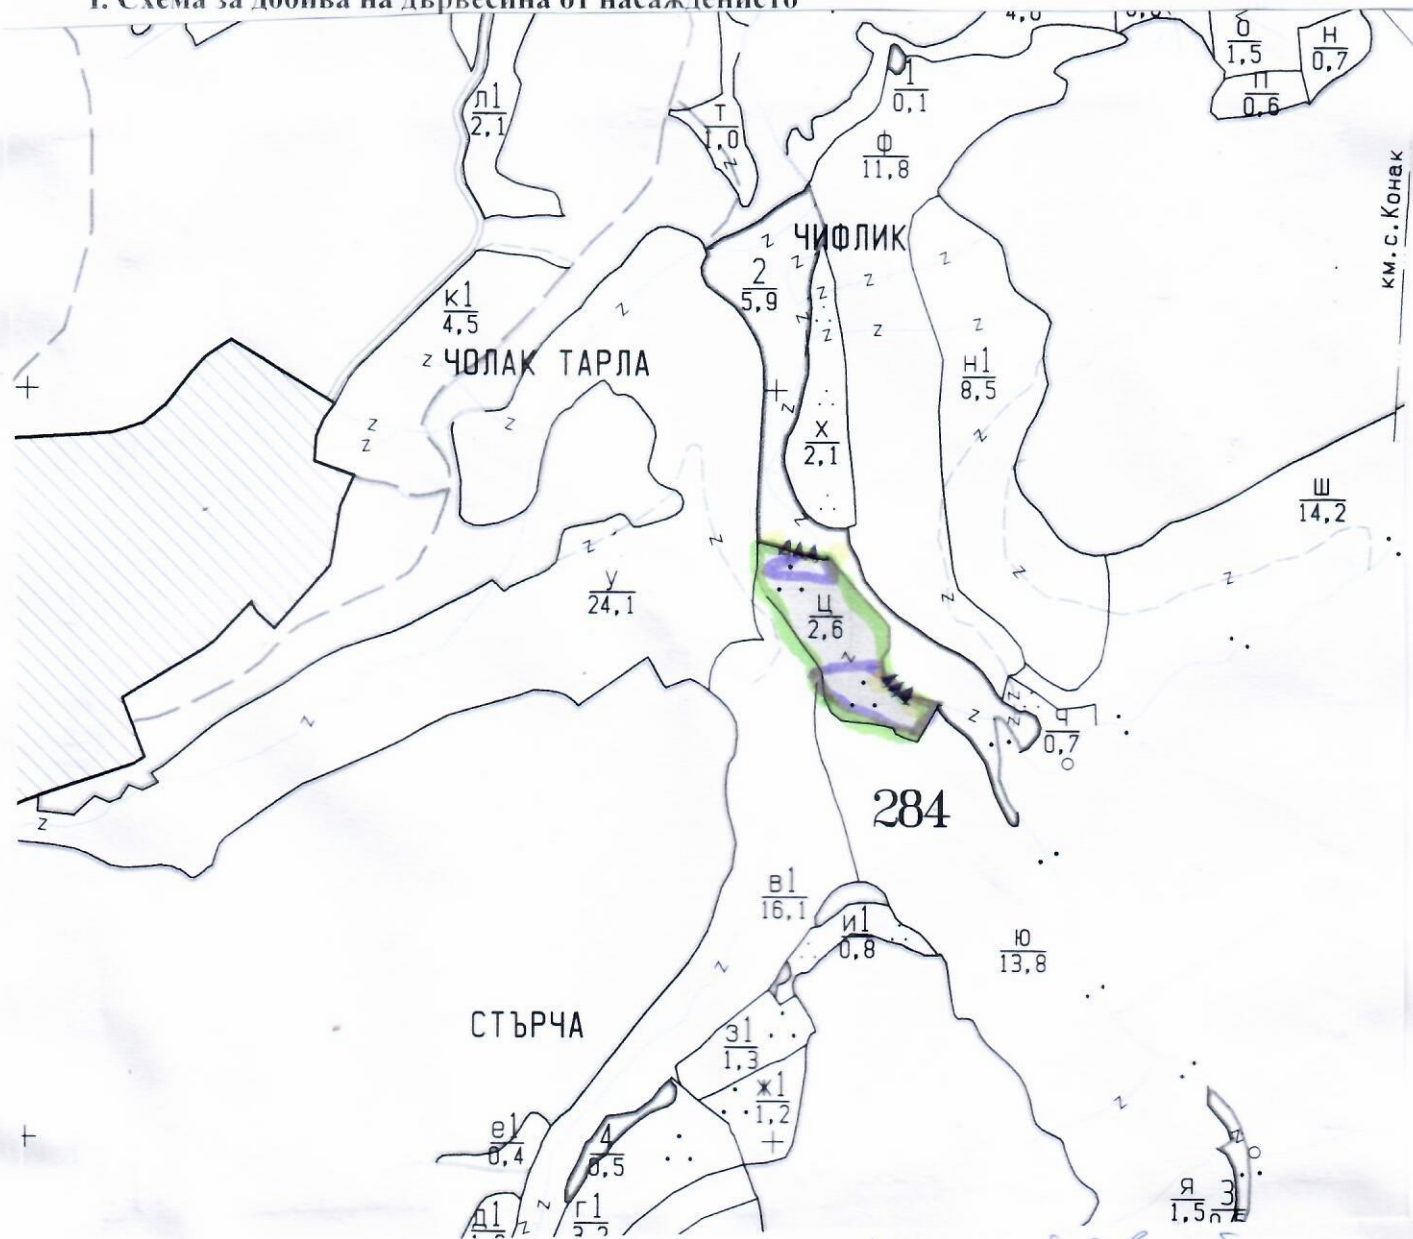 1. Схема за добива на дървесина от насаждението
О
1,5
Н
0,7
П
0,6
1
0,1
л1
2,1
Т
1,0
Ф
11,8
км.с.Конак
ЧИФЛИК
2
5,9
к1
4,5
ЧОЛАК ТАРЛА
н1
8,5
Х
2,1
Ш
14,2
У
24,1
Ц
2,6
Ч
0,7
284
в1
16,1
и1
0,8
Ю
13,8
СТЪРЧА
з1
1,3
ж1
1,2
е1
0,4
4
0,5
Я
1,5
3
д1
г1